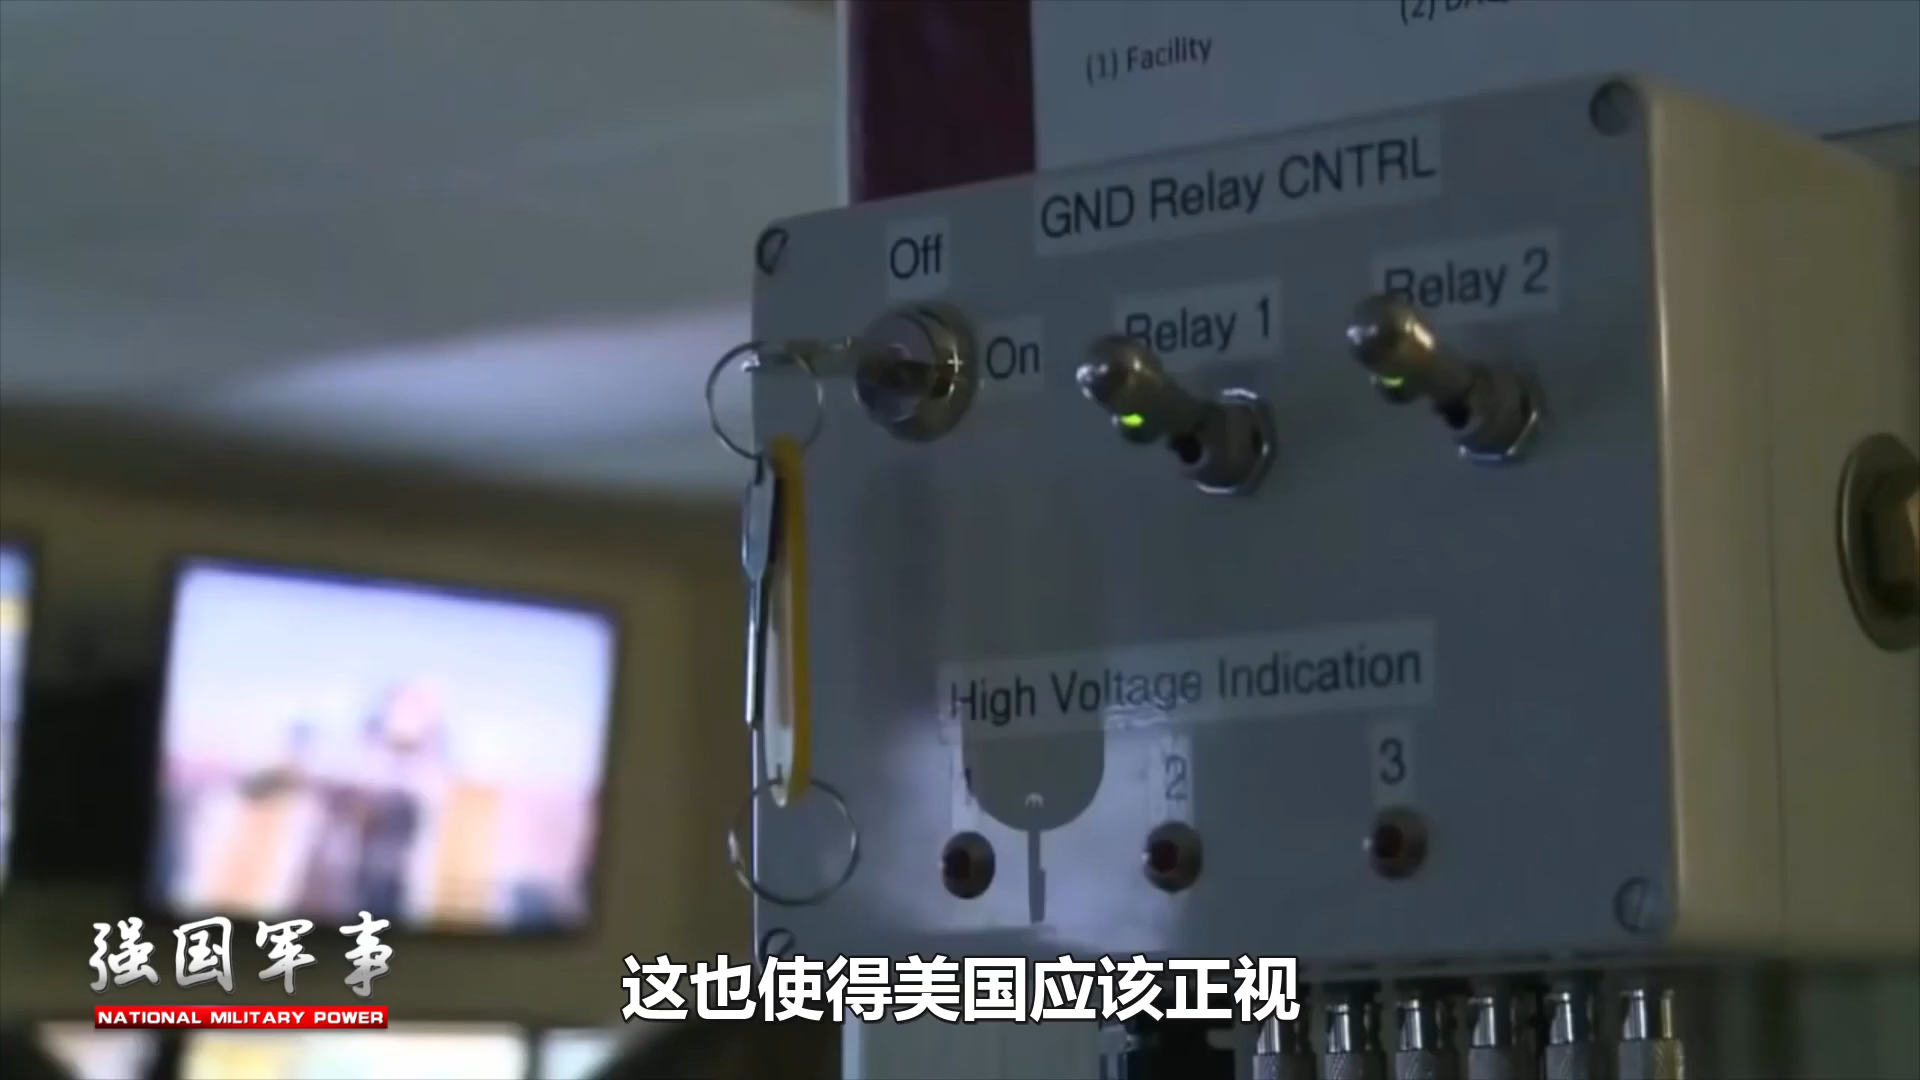 (1) Facility
GND Relay CNTRL
Off
On
Relay 1
Relay 2
High Voltage Indication
1
2
3
强国军事
NATIONAL MILITARY POWER
这也使得美国应该正视